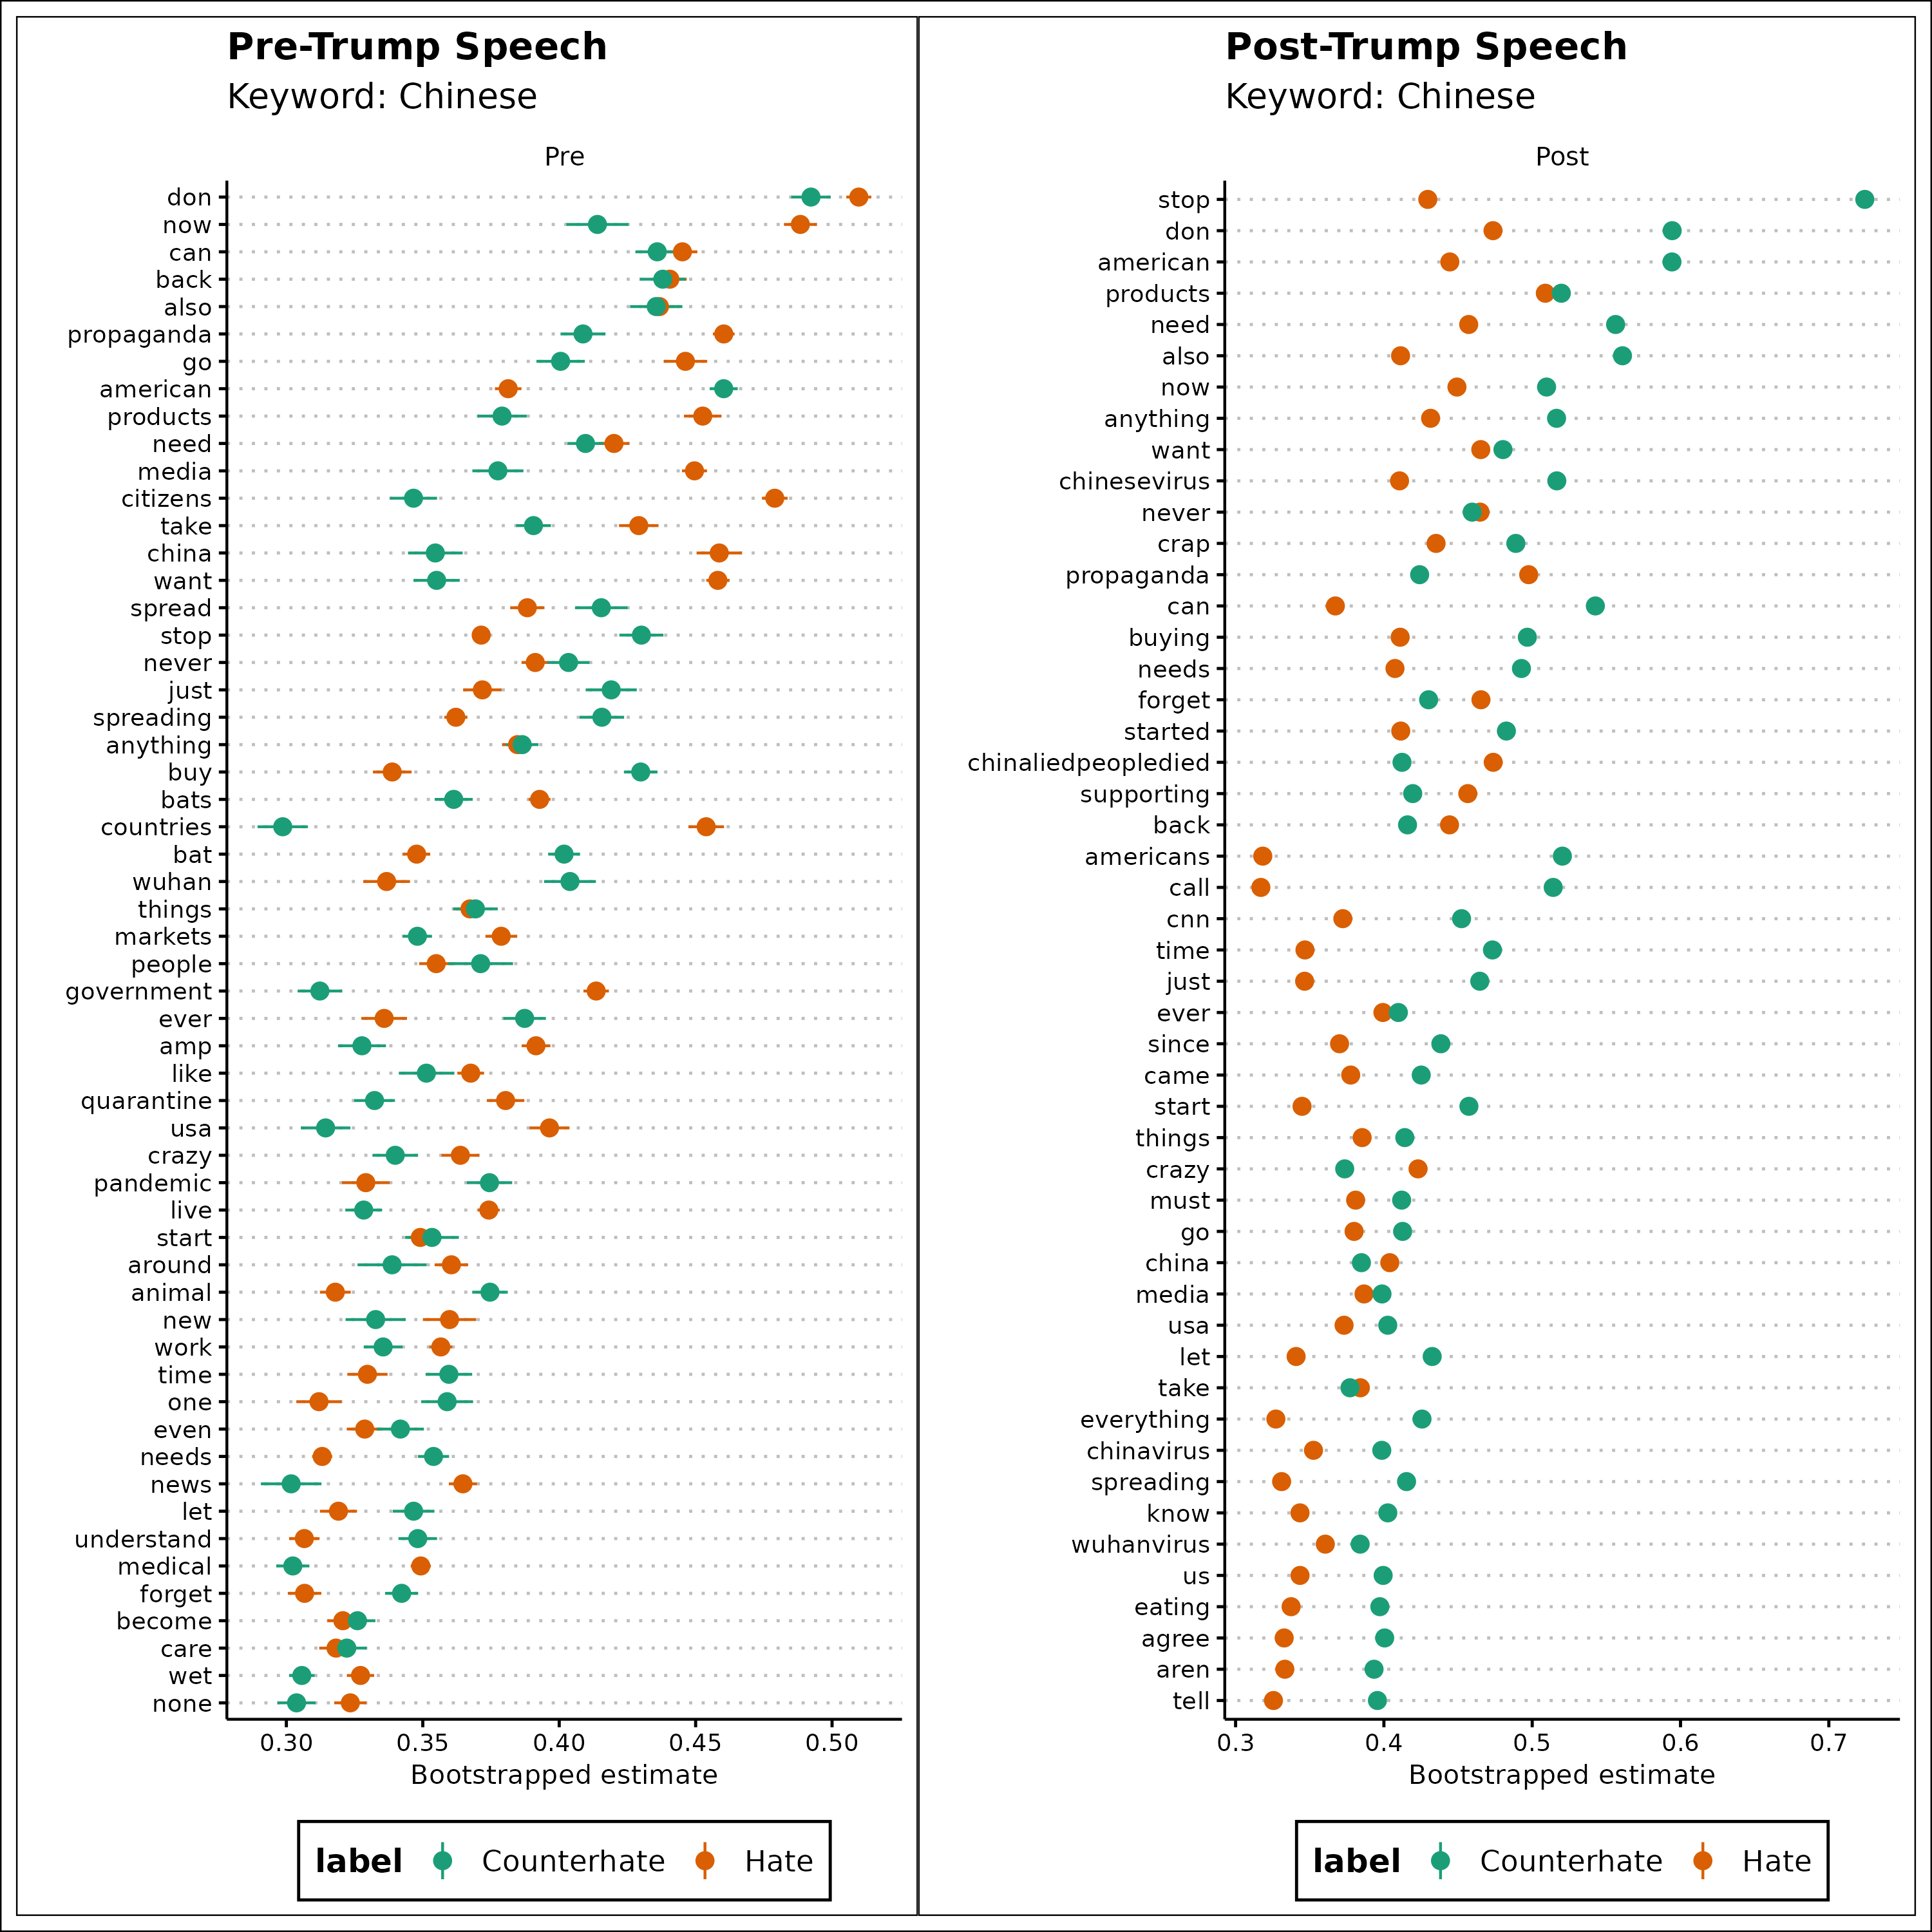 Pre-Trump Speech
Keyword: Chinese
Pre
don
now
can
back
also
propaganda
go
american
products
need
media
citizens
take
china
want
spread
stop
never
just
spreading
anything
buy
bats
countries
bat
wuhan
things
markets
people
government
ever
amp
like
quarantine
usa
crazy
pandemic
live
start
around
animal
new
work
time
one
even
needs
news
let
understand
medical
forget
become
care
wet
none
0.30 0.35 0.40 0.45 0.50
Bootstrapped estimate
label Counterhate Hate
Post-Trump Speech
Keyword: Chinese
Post
stop
don
american
products
need
also
now
anything
want
chinesevirus
never
crap
propaganda
can
buying
needs
forget
started
chinaliedpeopledied
supporting
back
americans
call
cnn
time
just
ever
since
came
start
things
crazy
must
go
china
media
usa
let
take
everything
chinavirus
spreading
know
wuhanvirus
us
eating
agree
aren
tell
0.3 0.4 0.5 0.6 0.7
Bootstrapped estimate
label Counterhate Hate